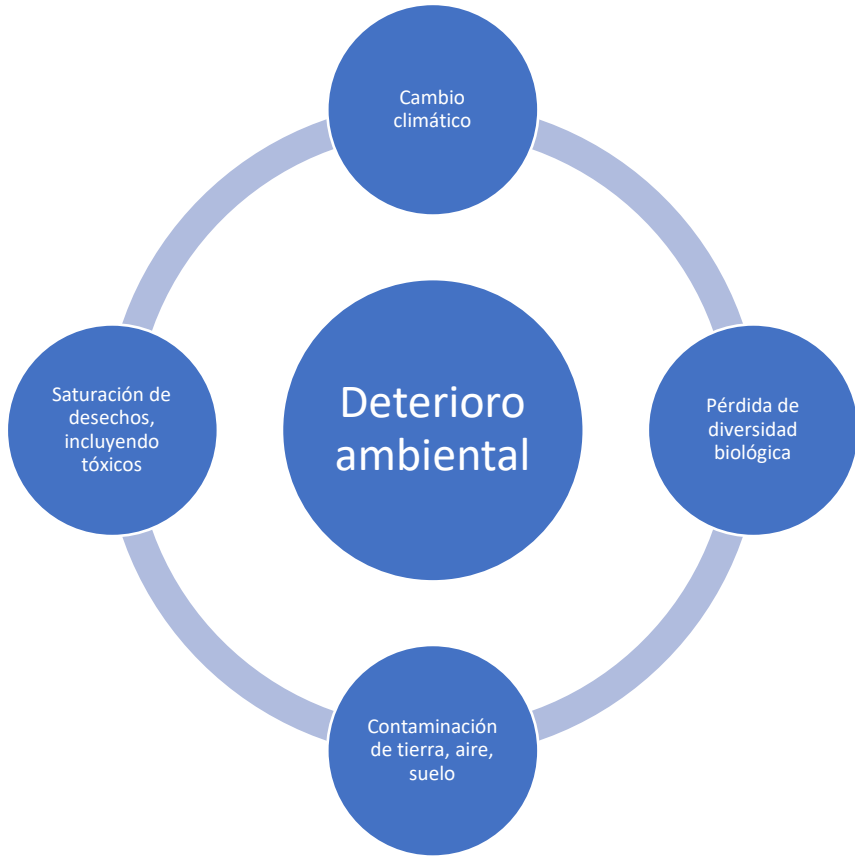 Cambio
climático
Deterioro
ambiental
Pérdida de
diversidad
biológica
Contaminación
de tierra, aire,
suelo
Saturación de
desechos,
incluyendo
tóxicos